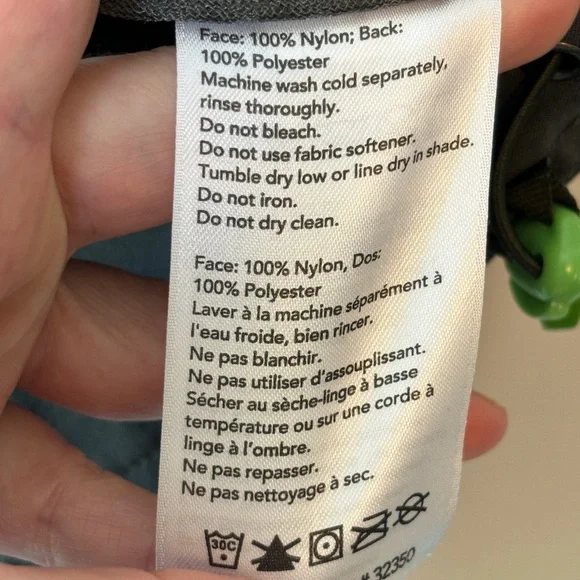 Face: 100% Nylon; Back:
100% Polyester
Machine wash cold separately,
rinse thoroughly.
Do not bleach.
Do not use fabric softener.
Tumble dry low or line dry in shade.
Do not iron.
Do not dry clean.
Face: 100% Nylon, Dos:
100% Polyester
Laver à la machine séparément à
l'eau froide, bien rincer.
Ne pas blanchir.
Ne pas utiliser d'assouplissant.
Sécher au sèche-linge à basse
température ou sur une corde à
linge à l'ombre.
Ne pas repasser.
Ne pas nettoyage à sec.
30C
# 32350